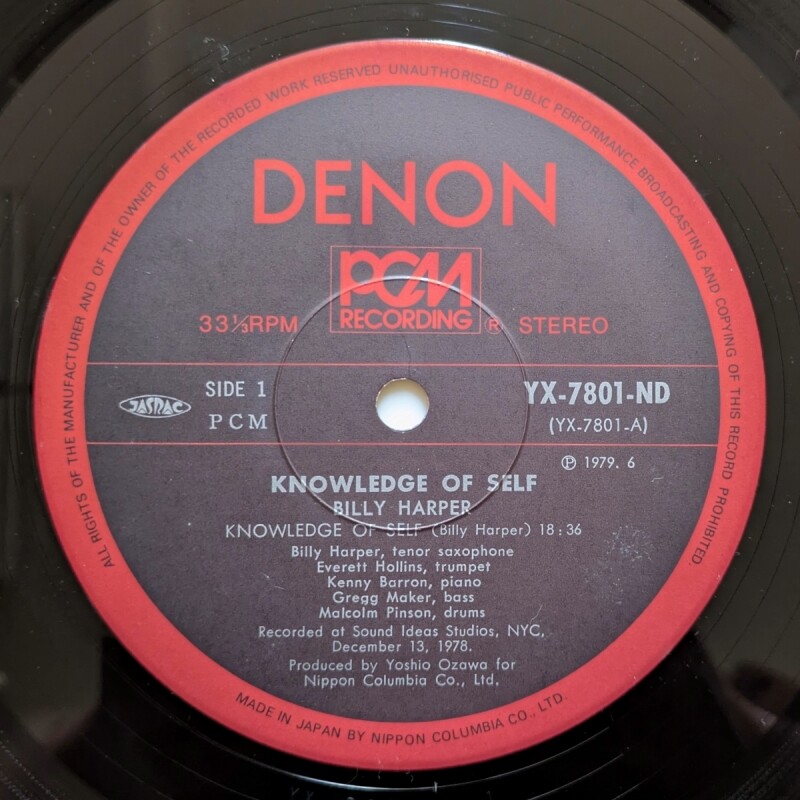 ALL RIGHTS OF THE MANUFACTURER AND OF THE OWNER OF THE RECORDED WORK RESERVED UNAUTHORISED PUBLIC PERFORMANCE BROADCASTING AND COPYING OF THIS RECORD PROHIBITED.
DENON
PCM
RECORDING
33⅓RPM ® STEREO
JASRAC
SIDE 1
PCM
YX-7801-ND
(YX-7801-A)
℗ 1979. 6
KNOWLEDGE OF SELF
BILLY HARPER
KNOWLEDGE OF SELF (Billy Harper) 18:36
Billy Harper, tenor saxophone
Everett Hollins, trumpet
Kenny Barron, piano
Gregg Maker, bass
Malcolm Pinson, drums
Recorded at Sound Ideas Studios, NYC,
December 13, 1978.
Produced by Yoshio Ozawa for
Nippon Columbia Co., Ltd.
MADE IN JAPAN BY NIPPON COLUMBIA CO., LTD.